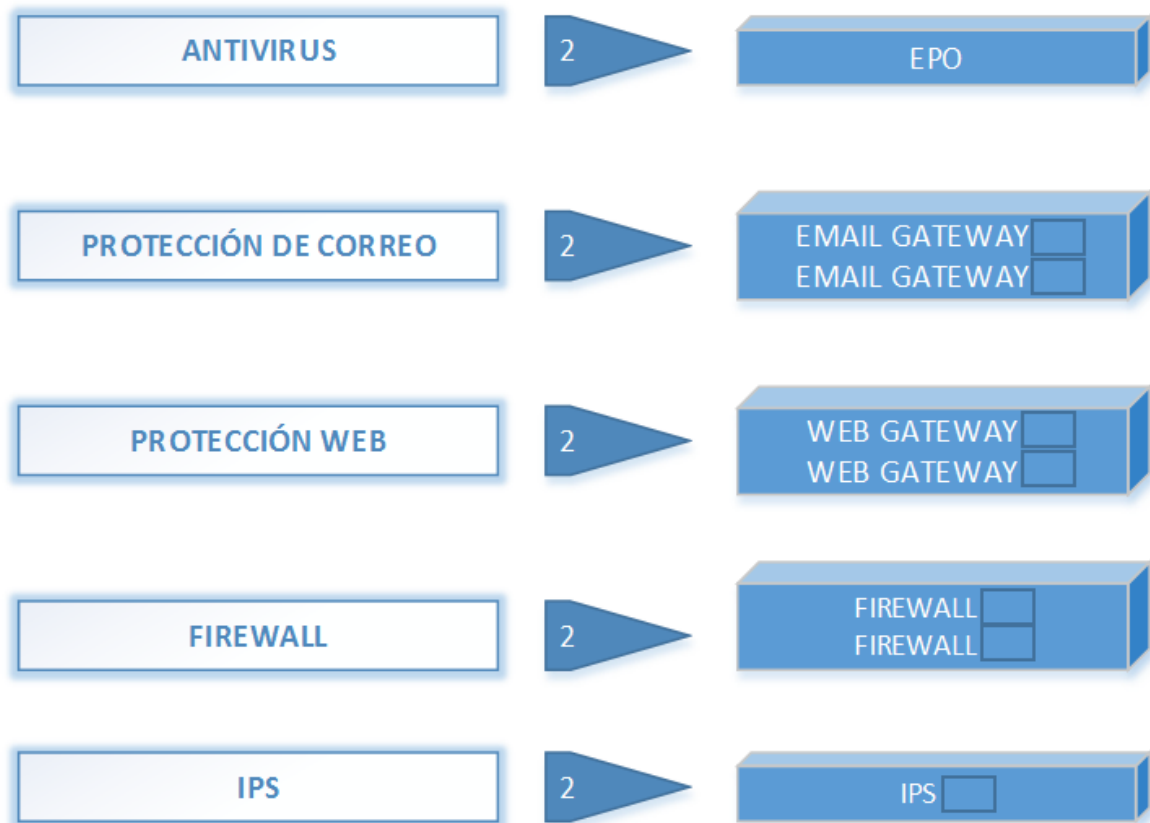 ANTIVIRUS
2
EPO
PROTECCIÓN DE CORREO
2
EMAIL GATEWAY
EMAIL GATEWAY
PROTECCIÓN WEB
2
WEB GATEWAY
WEB GATEWAY
FIREWALL
2
FIREWALL
FIREWALL
IPS
2
IPS